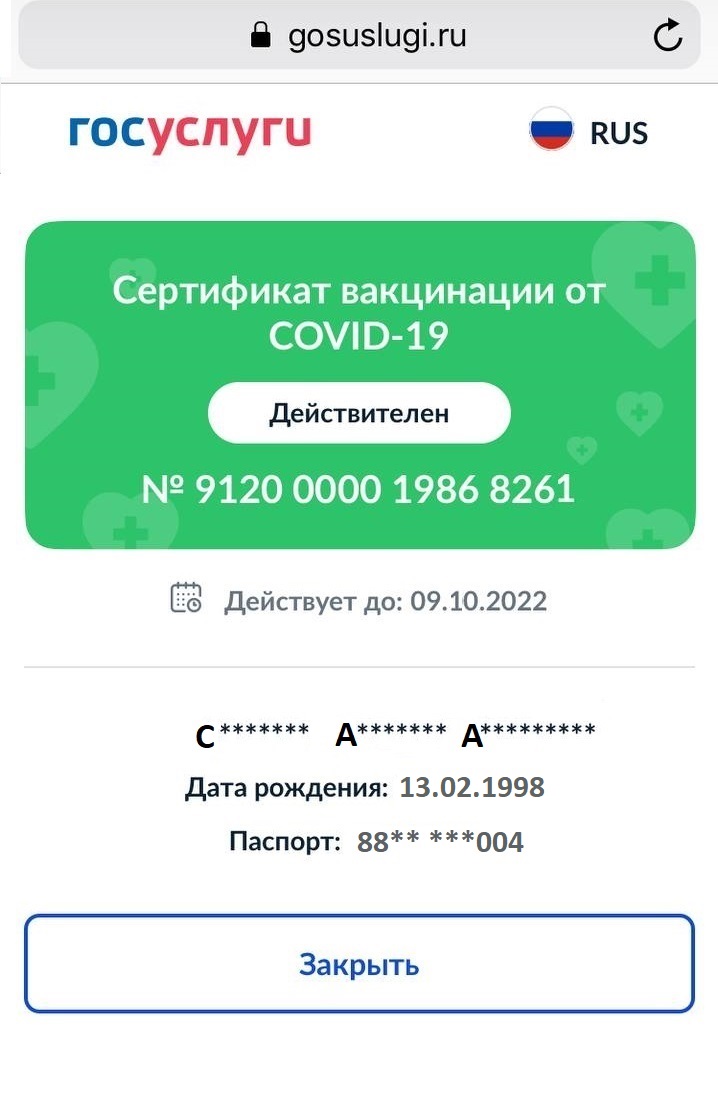 gosuslugi.ru
госуслуги RUS
Сертификат вакцинации от
COVID-19
Действителен
№ 9120 0000 1986 8261
Действует до: 09.10.2022
С******* А******* А*********
Дата рождения: 13.02.1998
Паспорт: 88** ***004
Закрыть